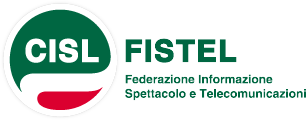 CISL
FISTEL
Federazione Informazione
Spettacolo e Telecomunicazioni